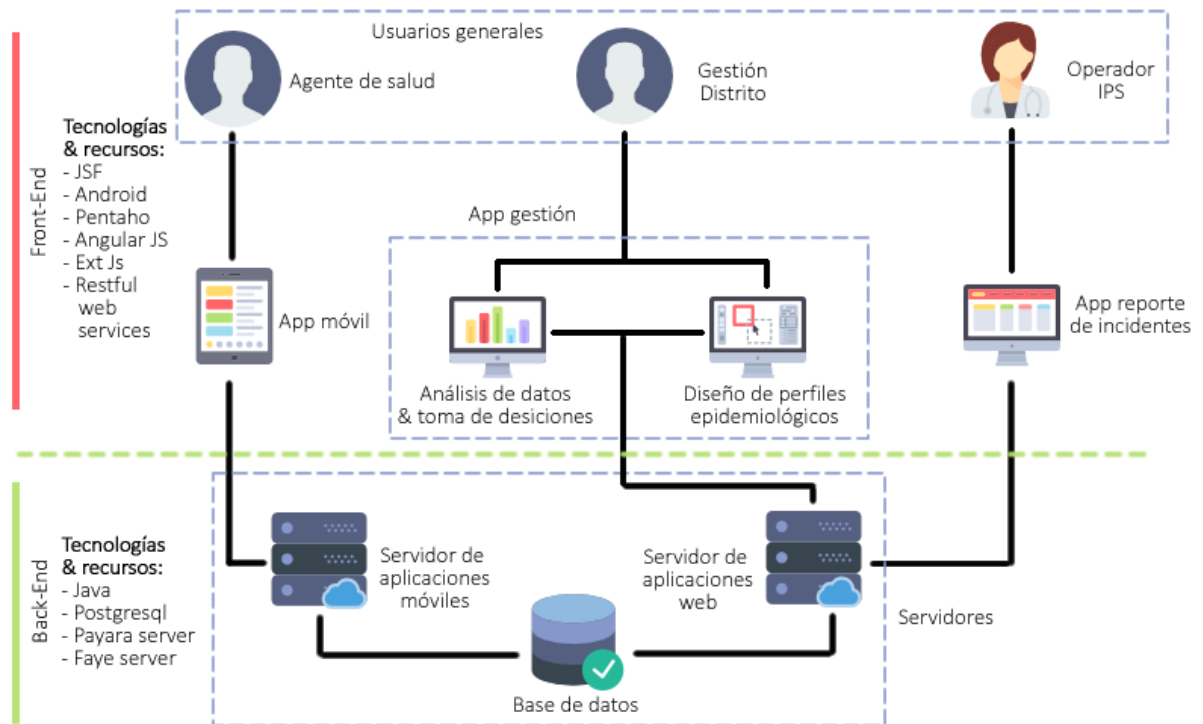 Usuarios generales
Agente de salud
Gestión
Distrito
Operador
IPS
Front-End
Tecnologías
& recursos:
- JSF
- Android
- Pentaho
- Angular JS
- Ext Js
- Restful
web
services
App móvil
App gestión
Análisis de datos
& toma de desiciones
Diseño de perfiles
epidemiológicos
App reporte
de incidentes
Back-End
Tecnologías
& recursos:
- Java
- Postgresql
- Payara server
- Faye server
Servidor de
aplicaciones
móviles
Servidor de
aplicaciones
web
Servidores
Base de datos